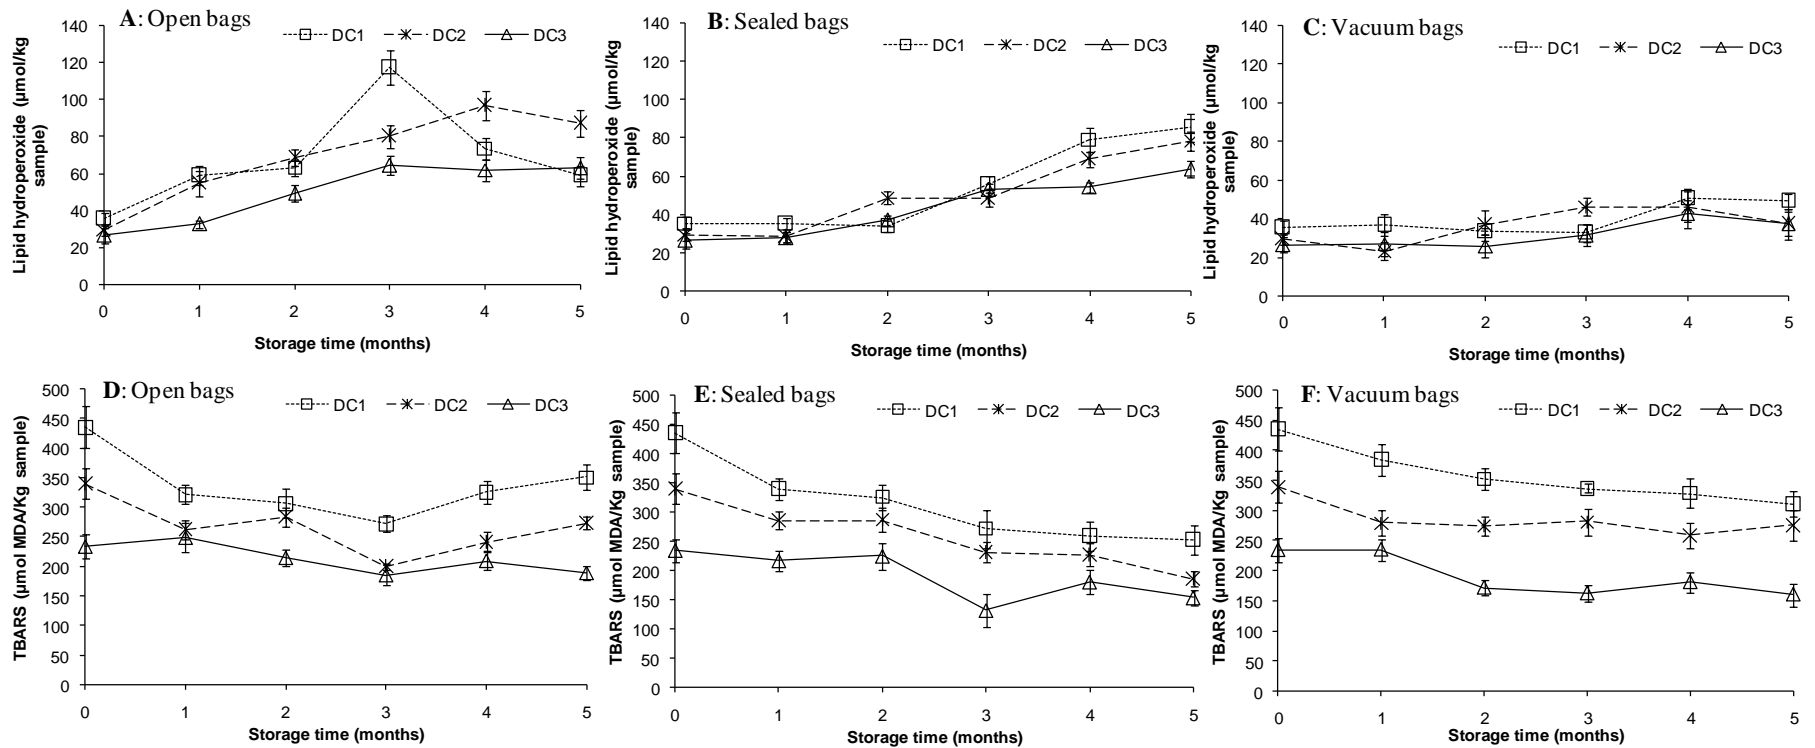 A: Open bags
DC1 DC2 DC3
Lipid hydroperoxide (µmol/kg
sample)
140
120
100
80
60
40
20
0
0 1 2 3 4 5
Storage time (months)
B: Sealed bags
DC1 DC2 DC3
Lipid hydroperoxide (µmol/kg
sample)
140
120
100
80
60
40
20
0
0 1 2 3 4 5
Storage time (months)
C: Vacuum bags
DC1 DC2 DC3
Lipid hydroperoxide (µmol/kg
sample)
140
120
100
80
60
40
20
0
0 1 2 3 4 5
Storage time (months)
D: Open bags
DC1 DC2 DC3
TBARS (µmol MDA/Kg sample)
500
450
400
350
300
250
200
150
100
50
0
0 1 2 3 4 5
Storage time (months)
E: Sealed bags
DC1 DC2 DC3
TBARS (µmol MDA/Kg sample)
500
450
400
350
300
250
200
150
100
50
0
0 1 2 3 4 5
Storage time (months)
F: Vacuum bags
DC1 DC2 DC3
TBARS (µmol MDA/Kg sample)
500
450
400
350
300
250
200
150
100
50
0
0 1 2 3 4 5
Storage time (months)